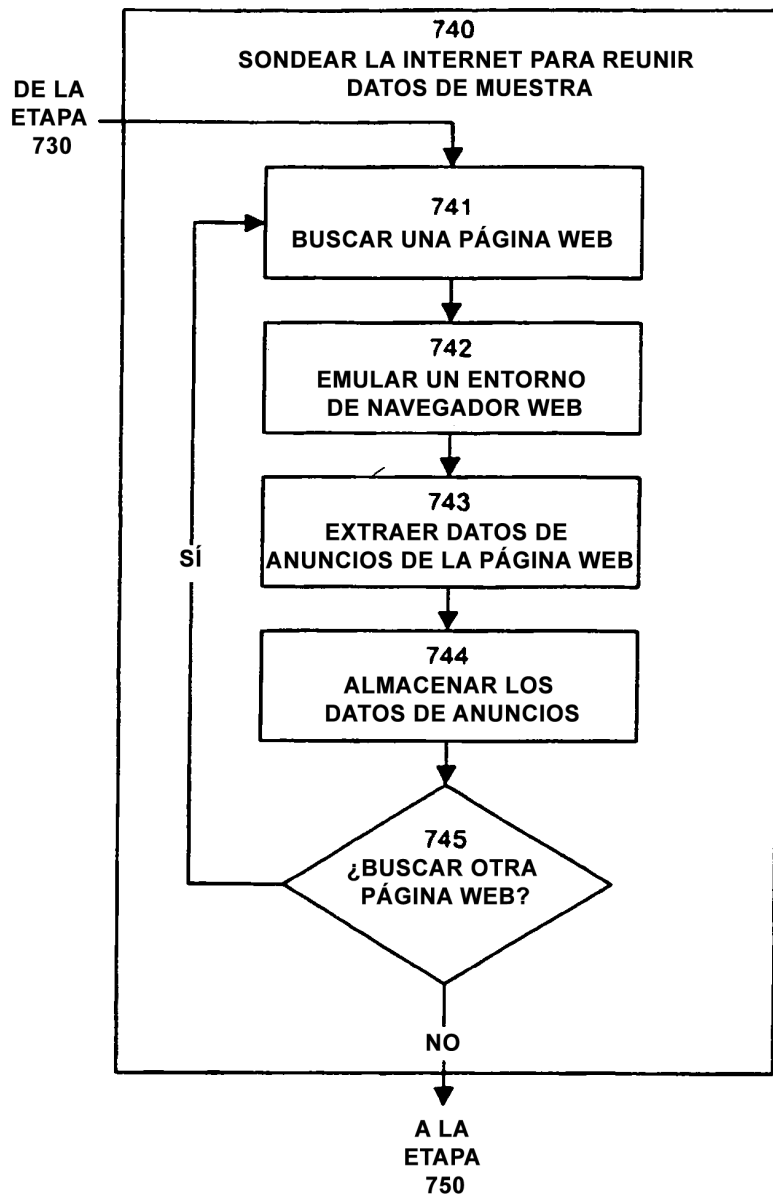 740
SONDEAR LA INTERNET PARA REUNIR
DATOS DE MUESTRA
DE LA
ETAPA
730
741
BUSCAR UNA PÁGINA WEB
742
EMULAR UN ENTORNO
DE NAVEGADOR WEB
743
EXTRAER DATOS DE
ANUNCIOS DE LA PÁGINA WEB
SÍ
744
ALMACENAR LOS
DATOS DE ANUNCIOS
745
¿BUSCAR OTRA
PÁGINA WEB?
NO
A LA
ETAPA
750